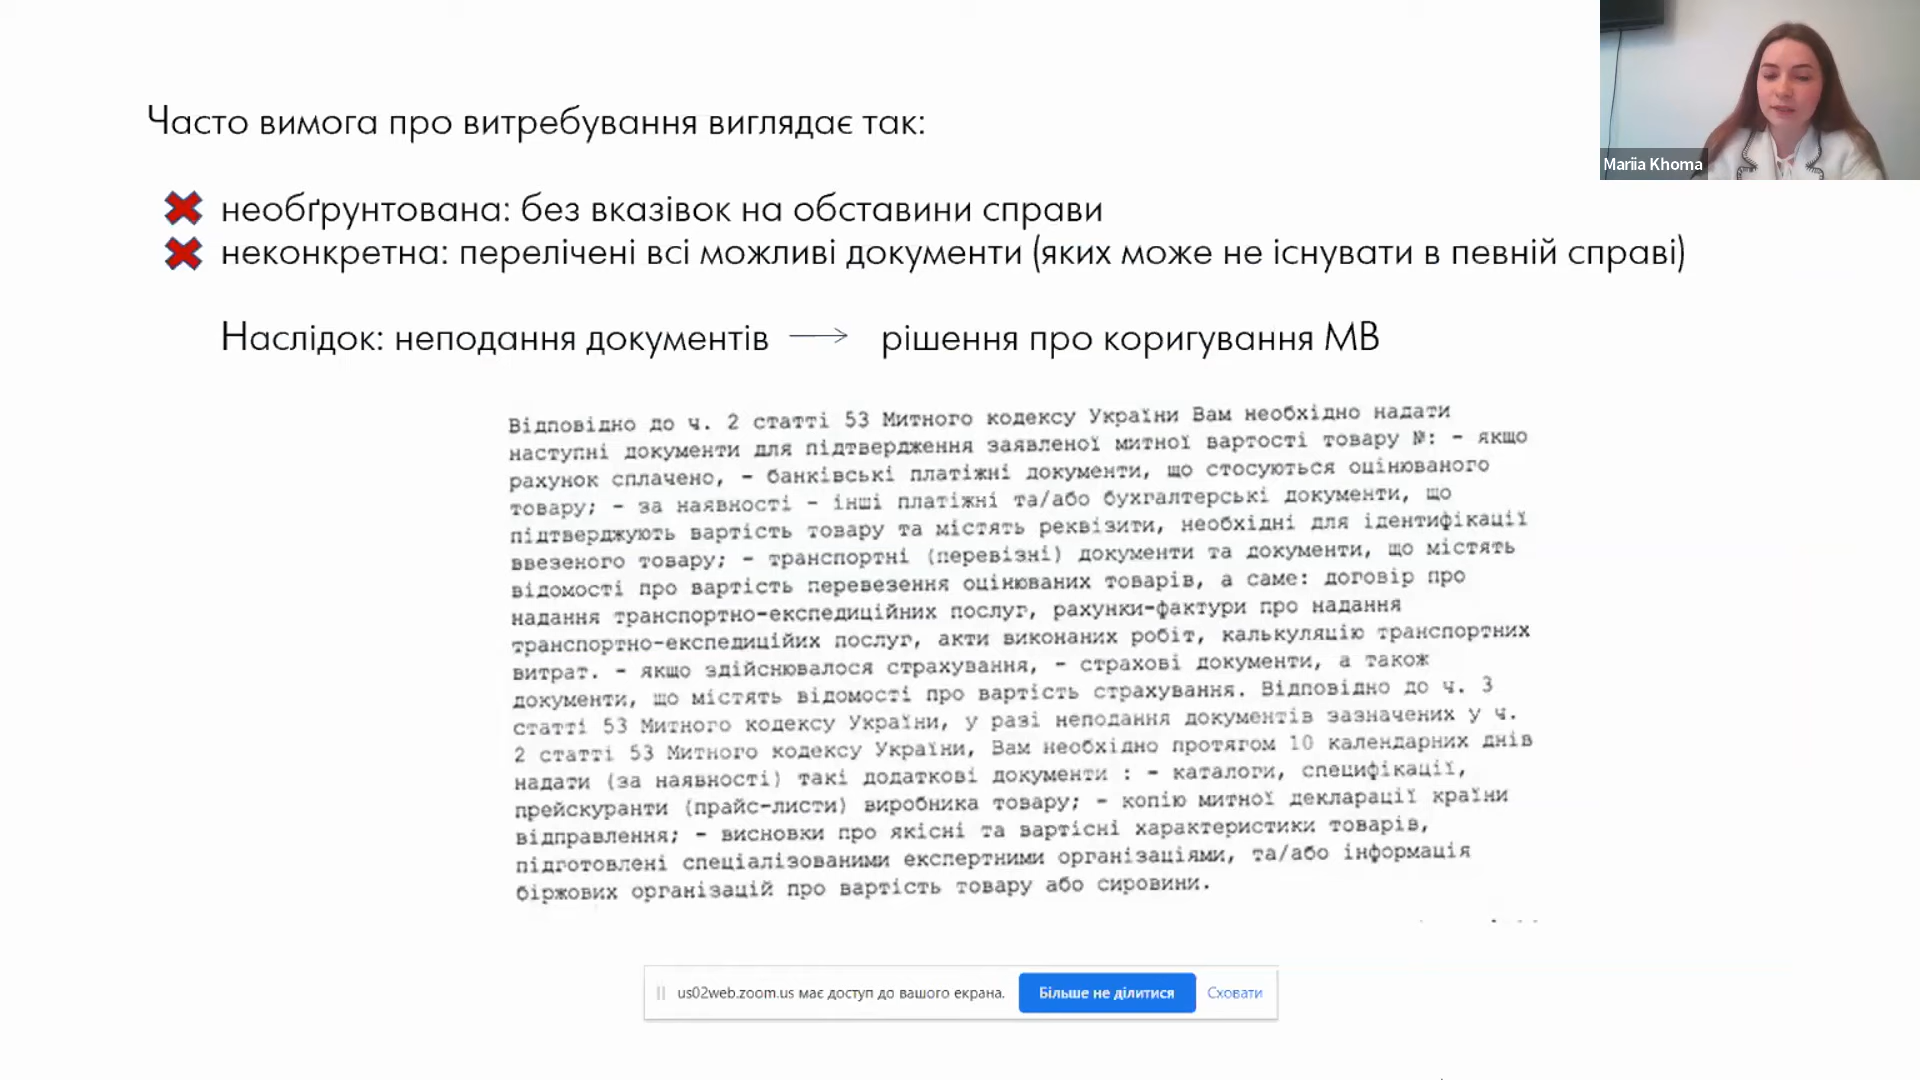 Часто вимога про витребування виглядає так:
необґрунтована: без вказівок на обставини справи
неконкретна: перелічені всі можливі документи (яких може не існувати в певній справі)
Наслідок: неподання документів → рішення про коригування МВ
Відповідно до ч. 2 статті 53 Митного кодексу України Вам необхідно надати
наступні документи для підтвердження заявленої митної вартості товару №: - якщо
рахунок сплачено, - банківські платіжні документи, що стосуються оцінюваного
товару; - за наявності - інші платіжні та/або бухгалтерські документи, що
підтверджують вартість товару та містять реквізити, необхідні для ідентифікації
ввезеного товару; - транспортні (перевізні) документи та документи, що містять
відомості про вартість перевезення оцінюваних товарів, а саме: договір про
надання транспортно-експедиційних послуг, рахунки-фактури про надання
транспортно-експедиційих послуг, акти виконаних робіт, калькуляцію транспортних
витрат. - якщо здійснювалося страхування, - страхові документи, а також
документи, що містять відомості про вартість страхування. Відповідно до ч. 3
статті 53 Митного кодексу України, у разі неподання документів зазначених у ч.
2 статті 53 Митного кодексу України, Вам необхідно протягом 10 календарних днів
надати (за наявності) такі додаткові документи : - каталоги, специфікації,
прейскуранти (прайс-листи) виробника товару; - копію митної декларації країни
відправлення; - висновки про якісні та вартісні характеристики товарів,
підготовлені спеціалізованими експертними організаціями, та/або інформація
біржових організацій про вартість товару або сировини.
us02web.zoom.us має доступ до вашого екрана. Більше не ділитися Сховати
Mariia Khoma